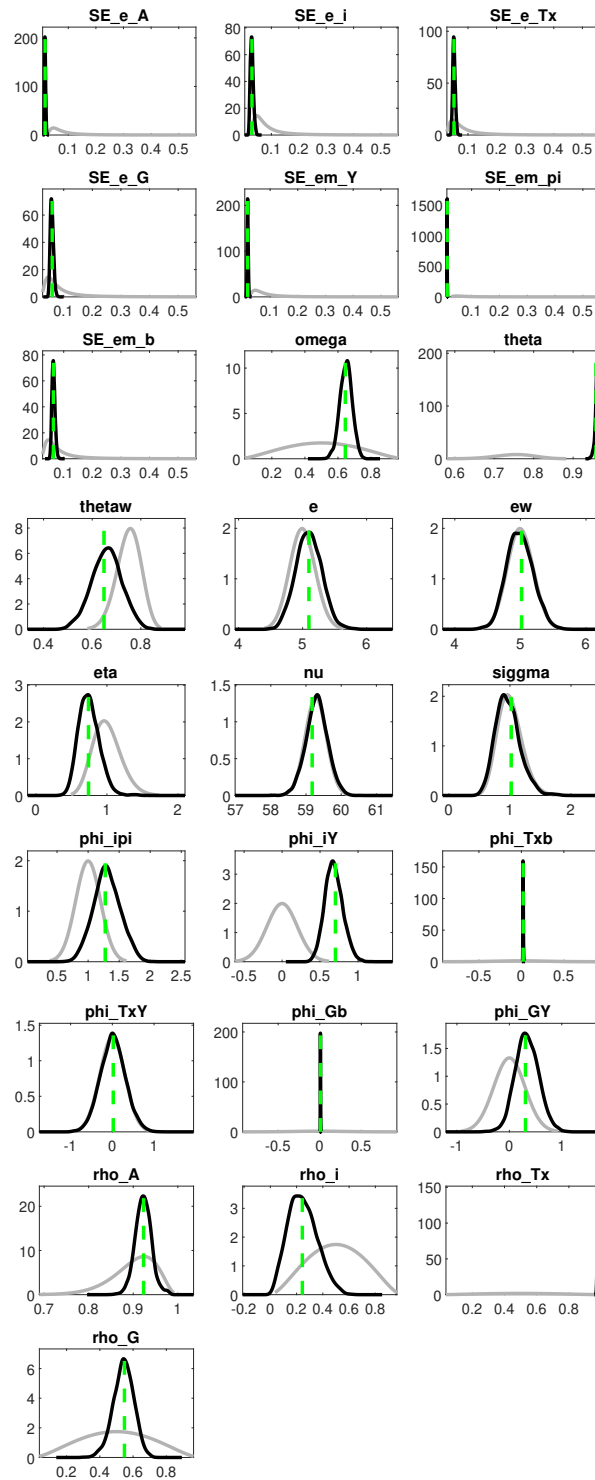 SE_e_A SE_e_i SE_e_Tx
200 80 100
60
100 40 50
20
0 0 0
0.1 0.2 0.3 0.4 0.5 0.1 0.2 0.3 0.4 0.5 0.1 0.2 0.3 0.4 0.5
SE_e_G SE_em_Y SE_em_pi
60 200 1500
40 1000
20 100 500
0 0 0
0.1 0.2 0.3 0.4 0.5 0.1 0.2 0.3 0.4 0.5 0.1 0.2 0.3 0.4 0.5
SE_em_b omega theta
80 10 200
60
40 5 100
20
0 0 0
0.1 0.2 0.3 0.4 0.5 0.2 0.4 0.6 0.8 0.6 0.7 0.8 0.9
thetaw e ew
8 2 2
6
4 1 1
2
0 0 0
0.4 0.6 0.8 4 5 6 4 5 6
eta nu siggma
3 1.5 2
2 1
1 0.5 1
0 0 0
0 1 2 57 58 59 60 61 0 1 2
phi_ipi phi_iY phi_Txb
2 3 150
1 2 100
1 50
0 0 0
0.5 1 1.5 2 2.5 -0.5 0 0.5 1 -0.5 0 0.5
phi_TxY phi_Gb phi_GY
1.5 200 1.5
1 1
0.5 100 0.5
0 0 0
-1 0 1 -0.5 0 0.5 -1 0 1
rho_A rho_i rho_Tx
20 3 150
10 2 100
1 50
0 0 0
0.7 0.8 0.9 1 -0.2 0 0.2 0.4 0.6 0.8 0.2 0.4 0.6 0.8
rho_G
6
4
2
0
0.2 0.4 0.6 0.8